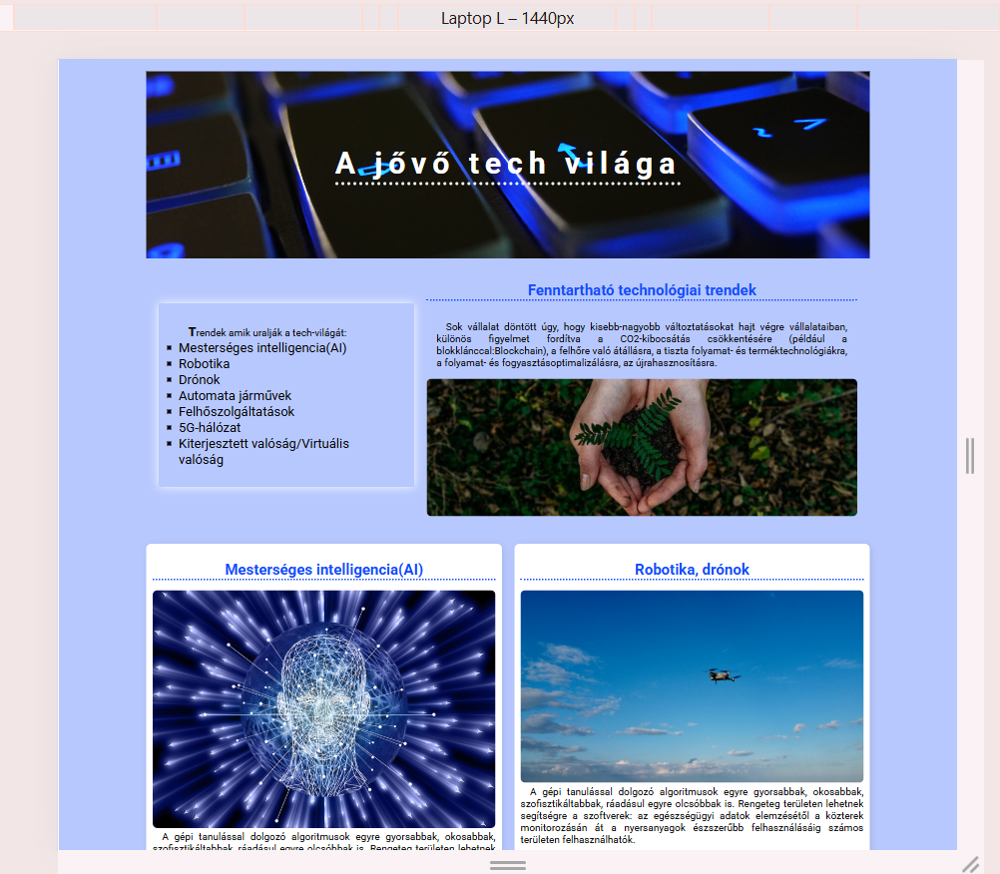 Laptop L – 1440px
A jővő tech világa
Fenntartható technológiai trendek
Trendek amik uralják a tech-világát:
Mesterséges intelligencia(AI)
Robotika
Drónok
Automata járművek
Felhőszolgáltatások
5G-hálózat
Kiterjesztett valóság/Virtuális
valóság
Sok vállalat döntött úgy, hogy kisebb-nagyobb változtatásokat hajt végre vállalataiban,
különös figyelmet fordítva a CO2-kibocsátás csökkentésére (például a
blokklánccal:Blockchain), a felhőre való átállásra, a tiszta folyamat- és terméktechnológiákra,
a folyamat- és fogyasztásoptimalizálásra, az újrahasznosításra.
Mesterséges intelligencia(AI)
A gépi tanulással dolgozó algoritmusok egyre gyorsabbak, okosabbak,
szofisztikáltabbak, ráadásul egyre olcsóbbak is. Rengeteg területen lehetnek
Robotika, drónok
A gépi tanulással dolgozó algoritmusok egyre gyorsabbak, okosabbak,
szofisztikáltabbak, ráadásul egyre olcsóbbak is. Rengeteg területen lehetnek
segítségre a szoftverek: az egészségügyi adatok elemzésétől a közterek
monitorozásán át a nyersanyagok észszerűbb felhasználásáig számos
területen felhasználhatók.